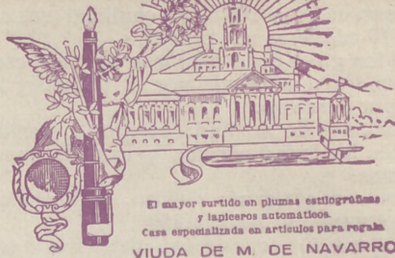 El mayor surtido en plumas estilográficas
y lapiceros automáticos.
Casa especializada en artículos para regalo
VIUDA DE M. DE NAVARRO